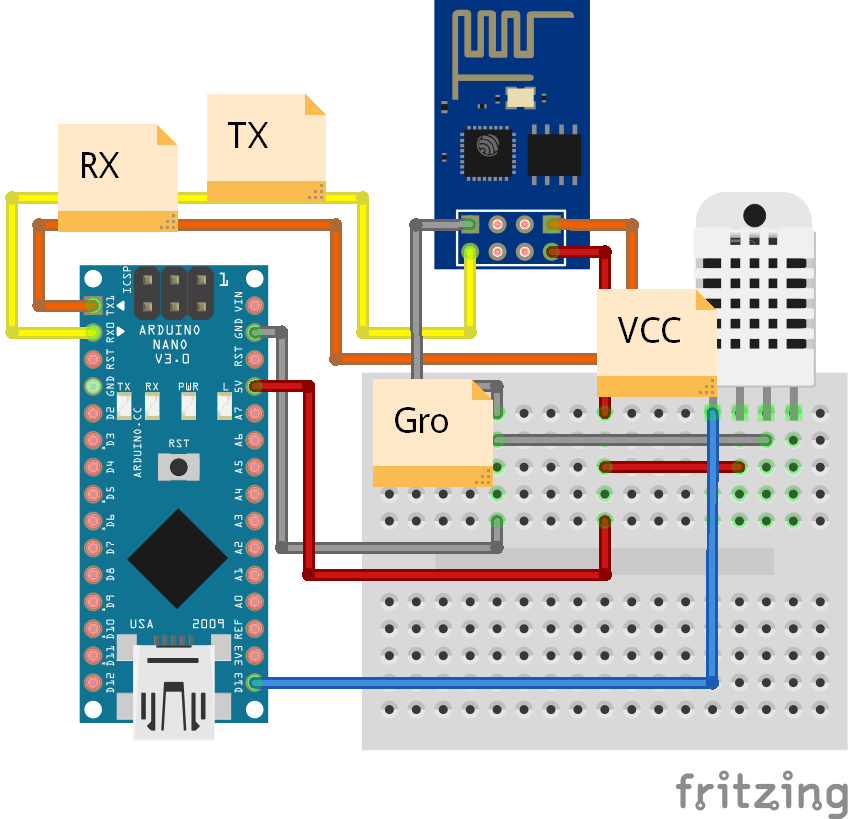 TX
RX
VCC
Gro
ICSP
1
ARDUINO
NANO
V3.0
TX1
RX0
RST
GND
D2
D3
D4
D5
D6
D7
D8
D9
D10
D11
D12
VIN
GND
RST
5V
A7
A6
A5
A4
A3
A2
A1
A0
REF
3V3
D13
TX RX PWR L
ARDUINO.CC
RST
USA 2009
fritzing